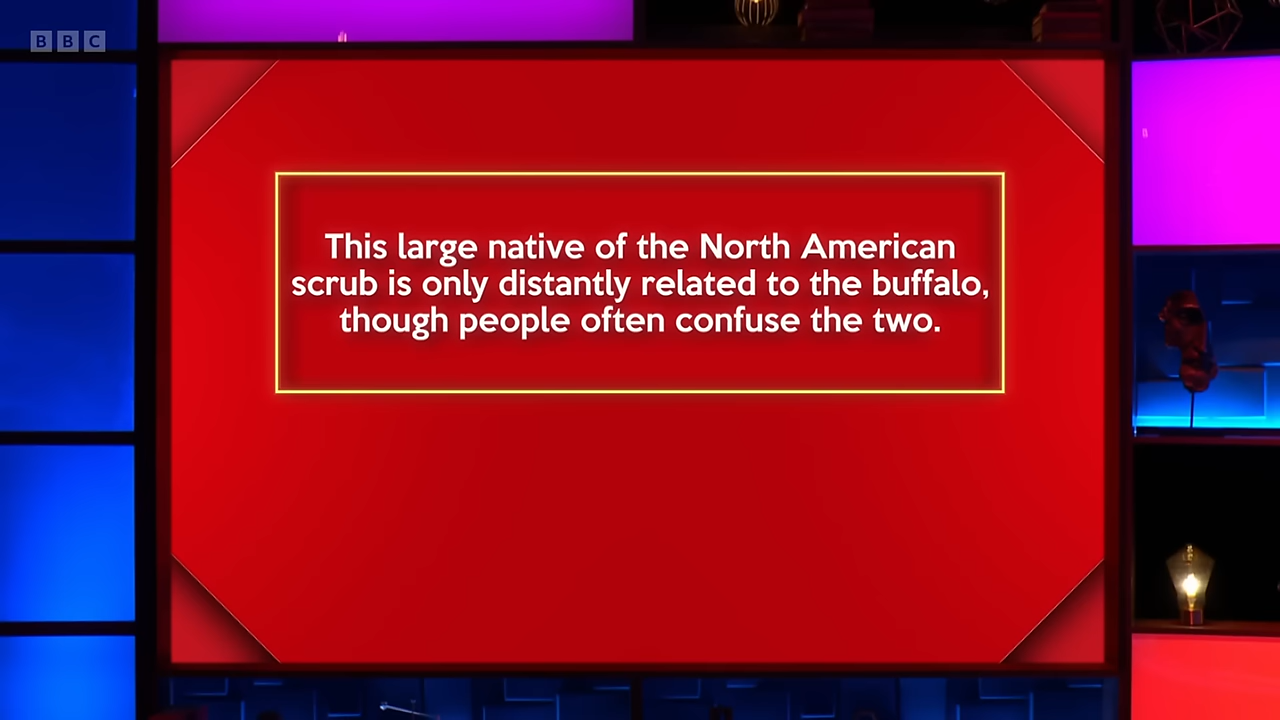 BBC
This large native of the North American
scrub is only distantly related to the buffalo,
though people often confuse the two.